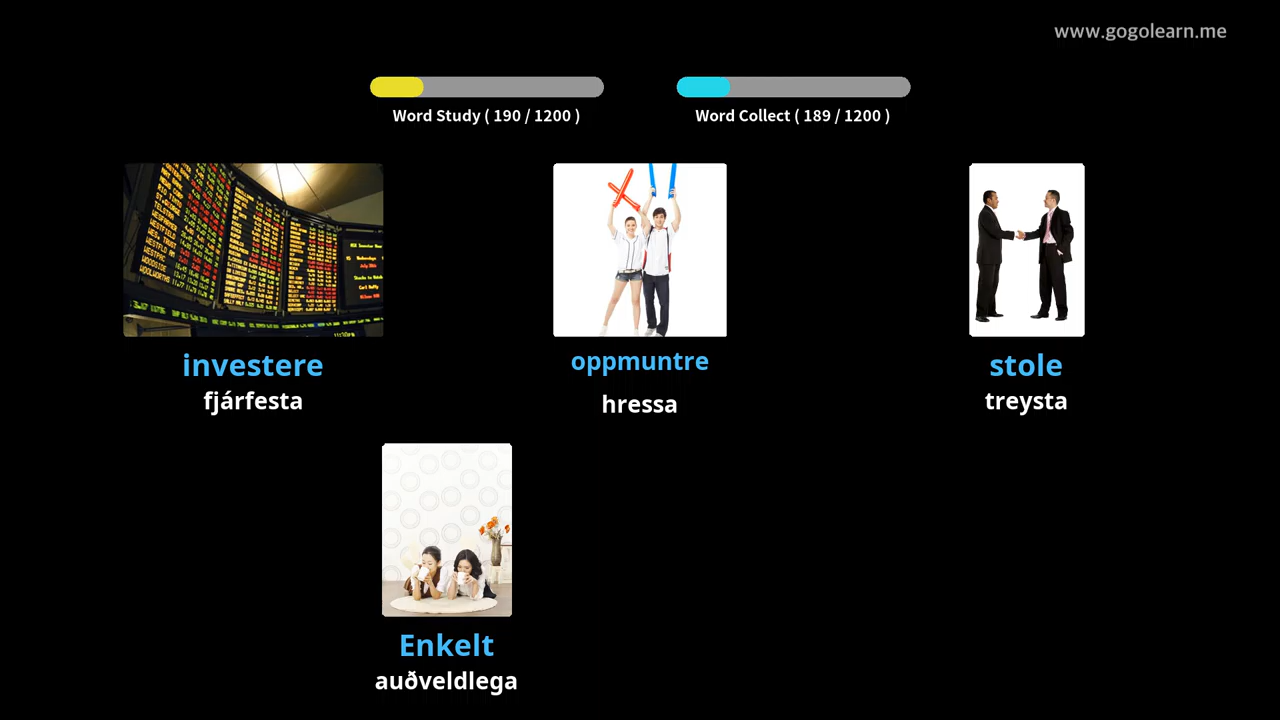 www.gogolearn.me
Word Study ( 190 / 1200 )
Word Collect ( 189 / 1200 )
investere
fjárfesta
oppmuntre
hressa
stole
treysta
Enkelt
auðveldlega